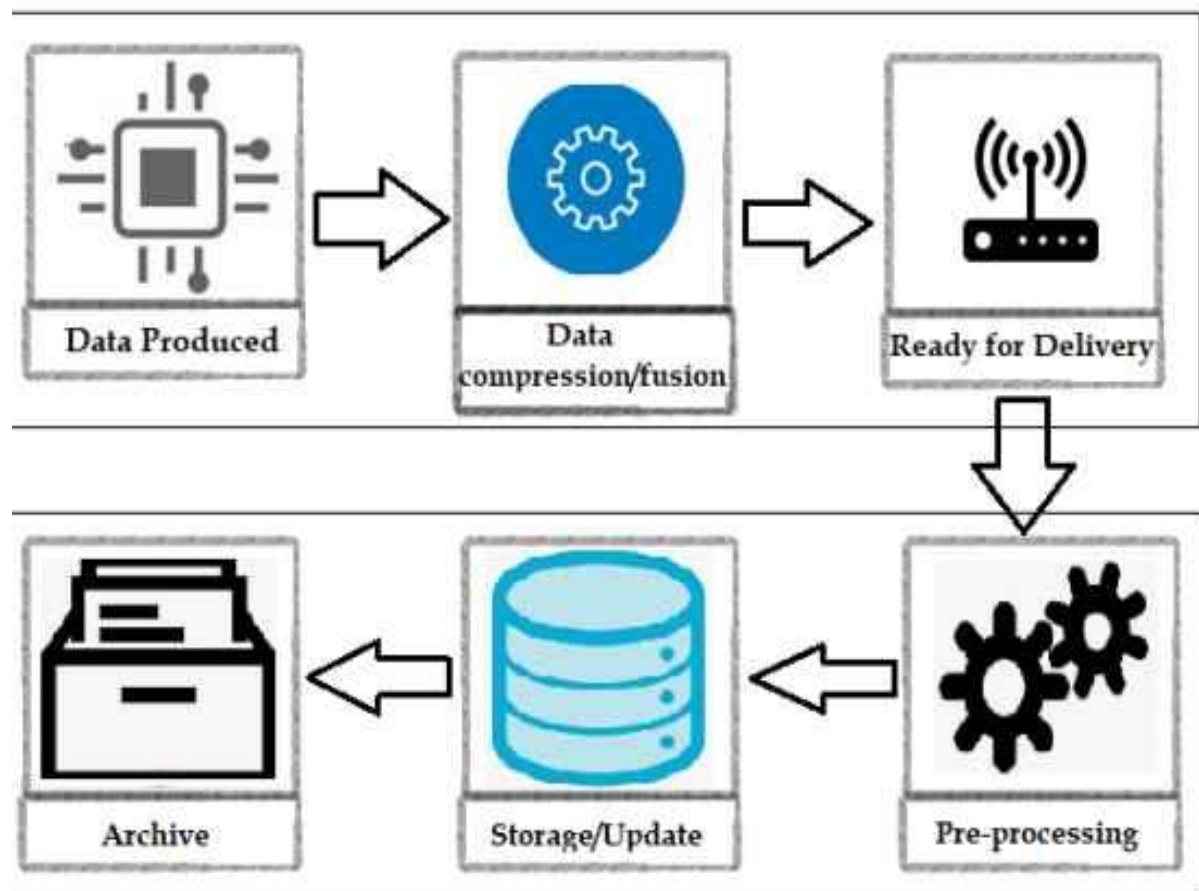 Data Produced
Data
compression/fusion
Ready for Delivery
Archive
Storage/Update
Pre-processing